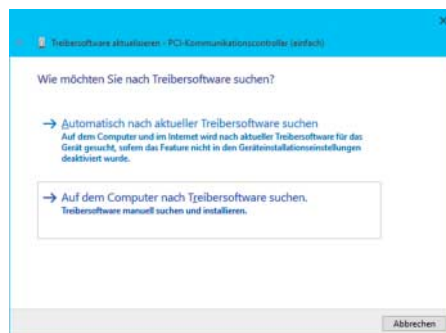 Treibersoftware aktualisieren - PCI-Kommunikationscontroller (einfach)
Wie möchten Sie nach Treibersoftware suchen?
Automatisch nach aktueller Treibersoftware suchen
Auf dem Computer und im Internet wird nach aktueller Treibersoftware für das
Gerät gesucht, sofern das Feature nicht in den Geräteinstallationseinstellungen
deaktiviert wurde.
Auf dem Computer nach Treibersoftware suchen.
Treibersoftware manuell suchen und installieren.
Abbrechen